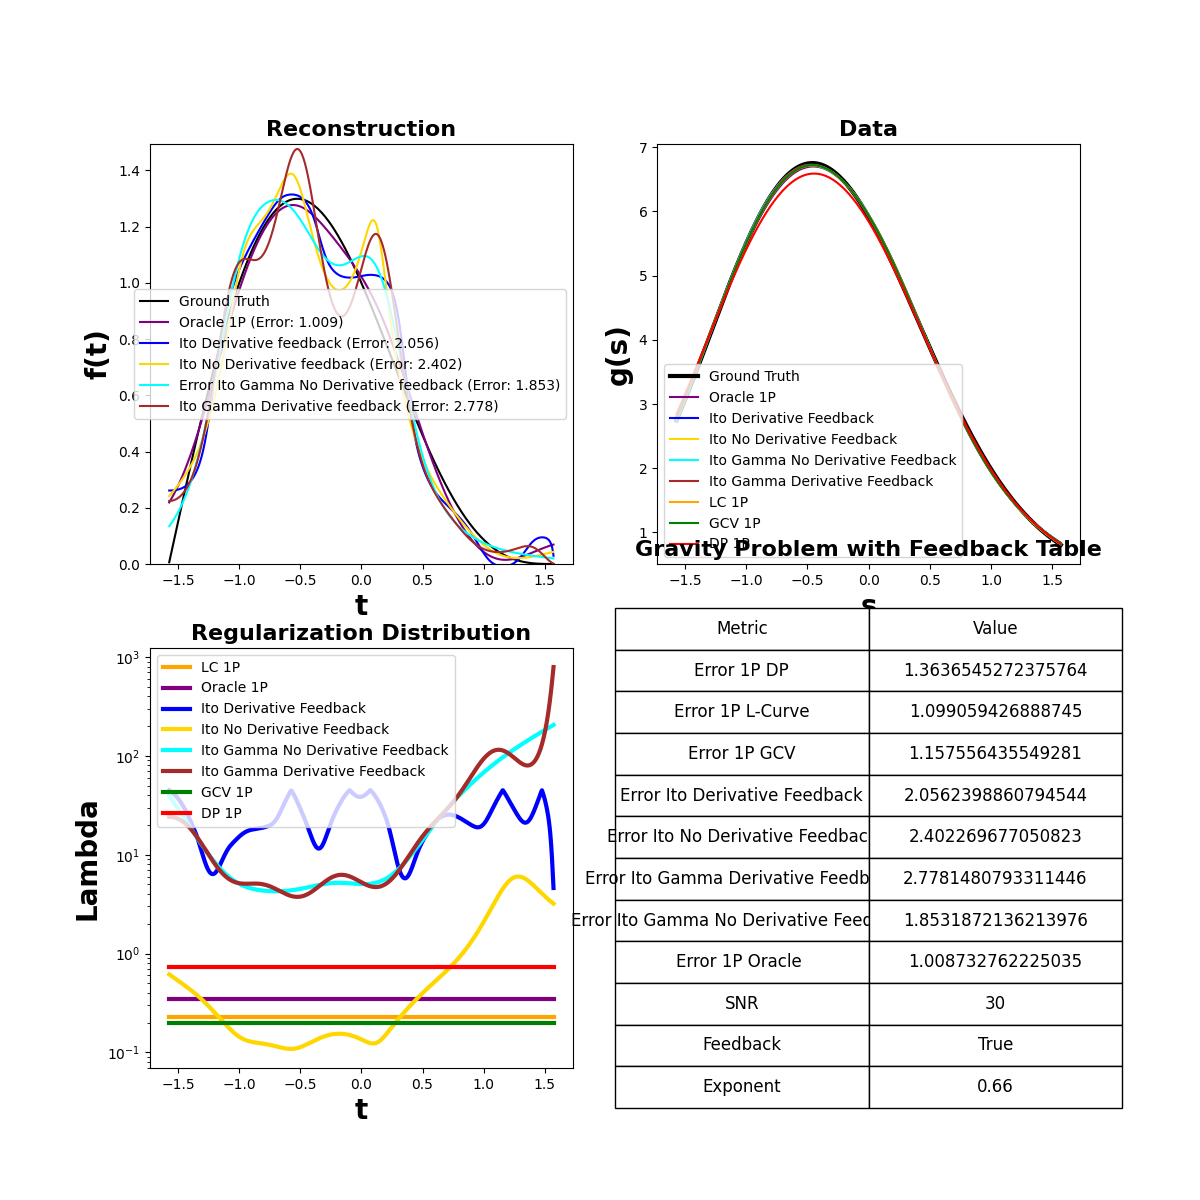 Reconstruction
1.4
1.2
1.0
0.8
0.6
0.4
0.2
0.0
f(t)
Ground Truth
Oracle 1P (Error: 1.009)
Ito Derivative feedback (Error: 2.056)
Ito No Derivative feedback (Error: 2.402)
Error Ito Gamma No Derivative feedback (Error: 1.853)
Ito Gamma Derivative feedback (Error: 2.778)
−1.5 −1.0 −0.5 0.0 0.5 1.0 1.5
t
Data
7
6
5
4
3
2
1
g(s)
Ground Truth
Oracle 1P
Ito Derivative Feedback
Ito No Derivative Feedback
Ito Gamma No Derivative Feedback
Ito Gamma Derivative Feedback
LC 1P
GCV 1P
DP 1P
−1.5 −1.0 −0.5 0.0 0.5 1.0 1.5
s
Regularization Distribution
10³
10²
10¹
10⁰
10⁻¹
Lambda
LC 1P
Oracle 1P
Ito Derivative Feedback
Ito No Derivative Feedback
Ito Gamma No Derivative Feedback
Ito Gamma Derivative Feedback
GCV 1P
DP 1P
−1.5 −1.0 −0.5 0.0 0.5 1.0 1.5
t
Gravity Problem with Feedback Table
Metric Value
Error 1P DP 1.3636545272375764
Error 1P L-Curve 1.099059426888745
Error 1P GCV 1.157556435549281
Error Ito Derivative Feedback 2.0562398860794544
Error Ito No Derivative Feedbac 2.402269677050823
Error Ito Gamma Derivative Feedb 2.7781480793311446
Error Ito Gamma No Derivative Feed 1.8531872136213976
Error 1P Oracle 1.008732762225035
SNR 30
Feedback True
Exponent 0.66